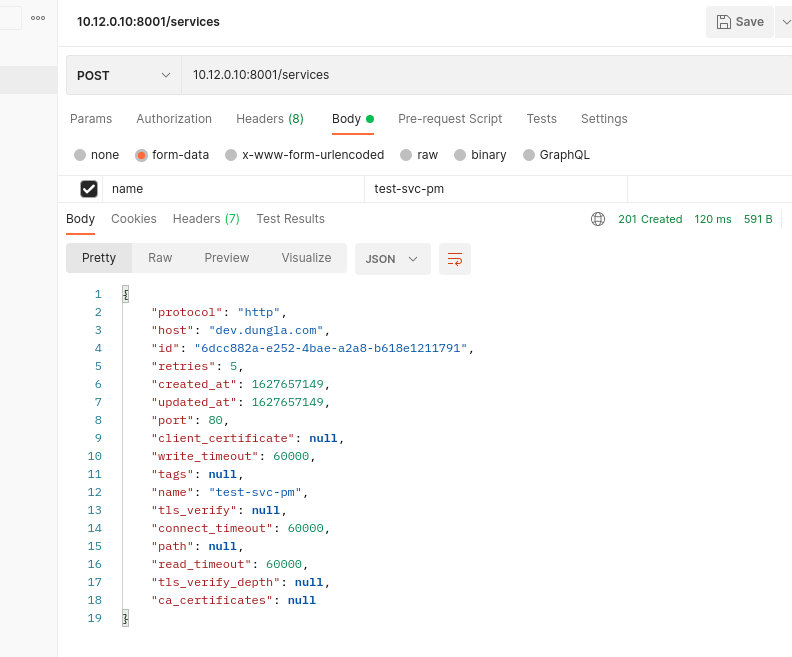 10.12.0.10:8001/services
Save
POST 10.12.0.10:8001/services
Params Authorization Headers (8) Body Pre-request Script Tests Settings
none form-data x-www-form-urlencoded raw binary GraphQL
name test-svc-pm
Body Cookies Headers (7) Test Results 201 Created 120 ms 591 B
Pretty Raw Preview Visualize JSON
1 {
2 "protocol": "http",
3 "host": "dev.dungla.com",
4 "id": "6dcc882a-e252-4bae-a2a8-b618e1211791",
5 "retries": 5,
6 "created_at": 1627657149,
7 "updated_at": 1627657149,
8 "port": 80,
9 "client_certificate": null,
10 "write_timeout": 60000,
11 "tags": null,
12 "name": "test-svc-pm",
13 "tls_verify": null,
14 "connect_timeout": 60000,
15 "path": null,
16 "read_timeout": 60000,
17 "tls_verify_depth": null,
18 "ca_certificates": null
19 }